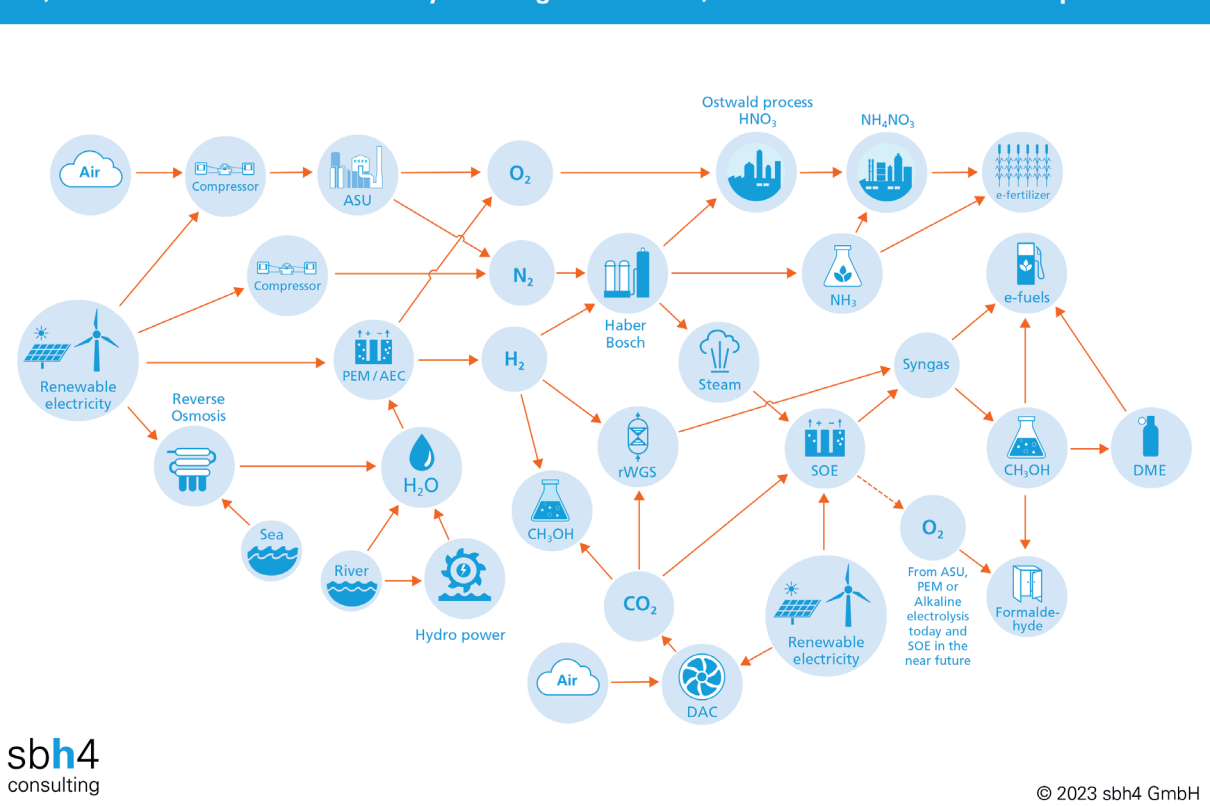 Ostwald process
HNO₃
NH₄NO₃
Air
Compressor
ASU
O₂
e-fertilizer
Compressor
N₂
Haber
Bosch
NH₃
e-fuels
Renewable
electricity
PEM / AEC
H₂
Steam
Syngas
Reverse
Osmosis
H₂O
rWGS
SOE
CH₃OH
DME
Sea
CH₃OH
O₂
River
Hydro power
CO₂
Renewable
electricity
From ASU,
PEM or
Alkaline
electrolysis
today and
SOE in the
near future
Formalde-
hyde
Air
DAC
+ –
+ –
sbh4
consulting
© 2023 sbh4 GmbH